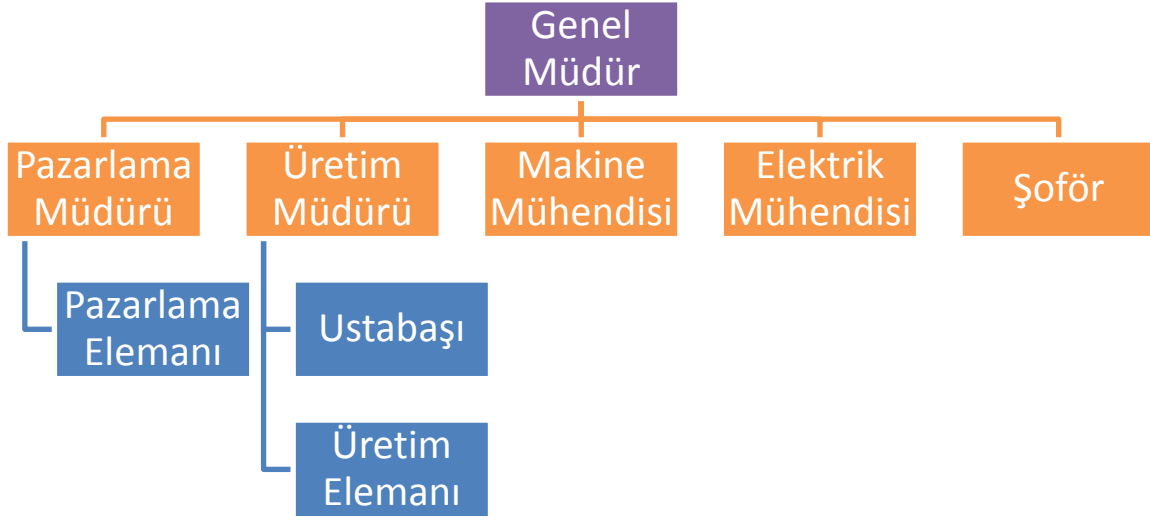 Genel
Müdür
Pazarlama
Müdürü
Üretim
Müdürü
Makine
Mühendisi
Elektrik
Mühendisi
Şoför
Pazarlama
Elemanı
Ustabaşı
Üretim
Elemanı